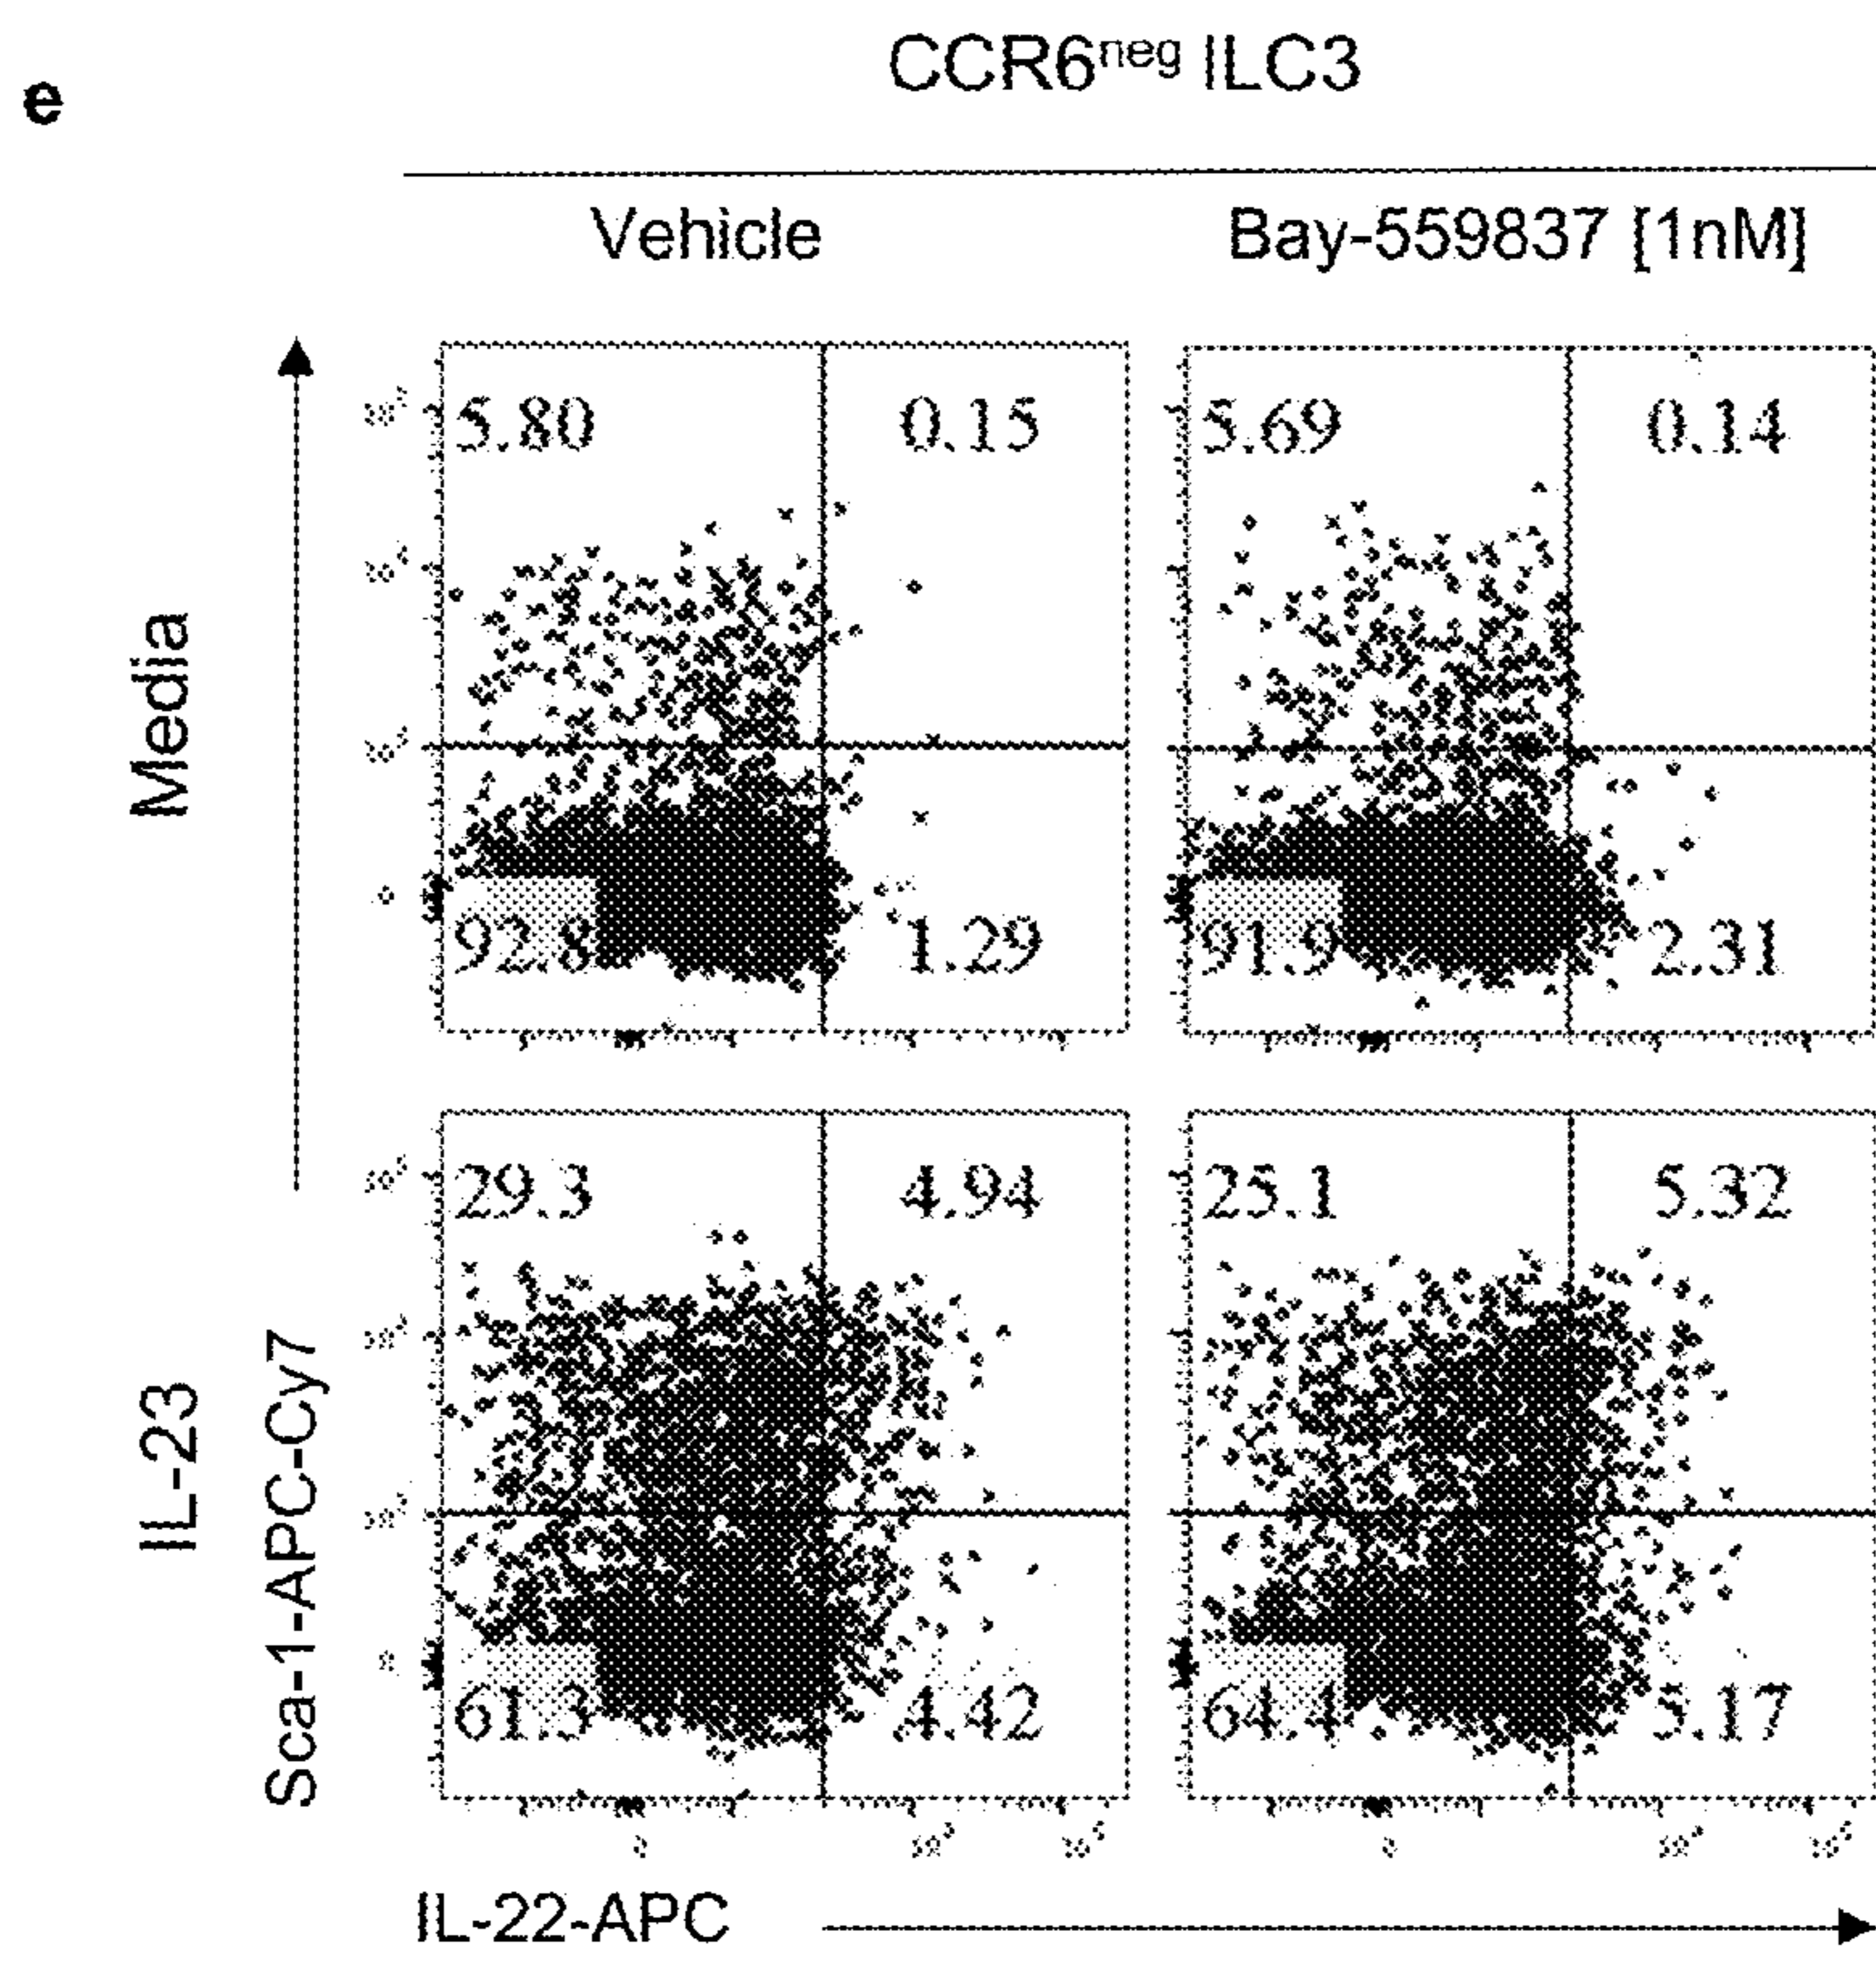 e
CCR6neg ILC3
Vehicle
Bay-559837 [1nM]
Media
5.80
0.15
92.8
1.29
5.69
0.14
91.9
2.31
IL-23
Sca-1-APC-Cy7
29.3
4.94
61.3
4.42
25.1
5.32
64.4
5.17
0
0
IL-22-APC